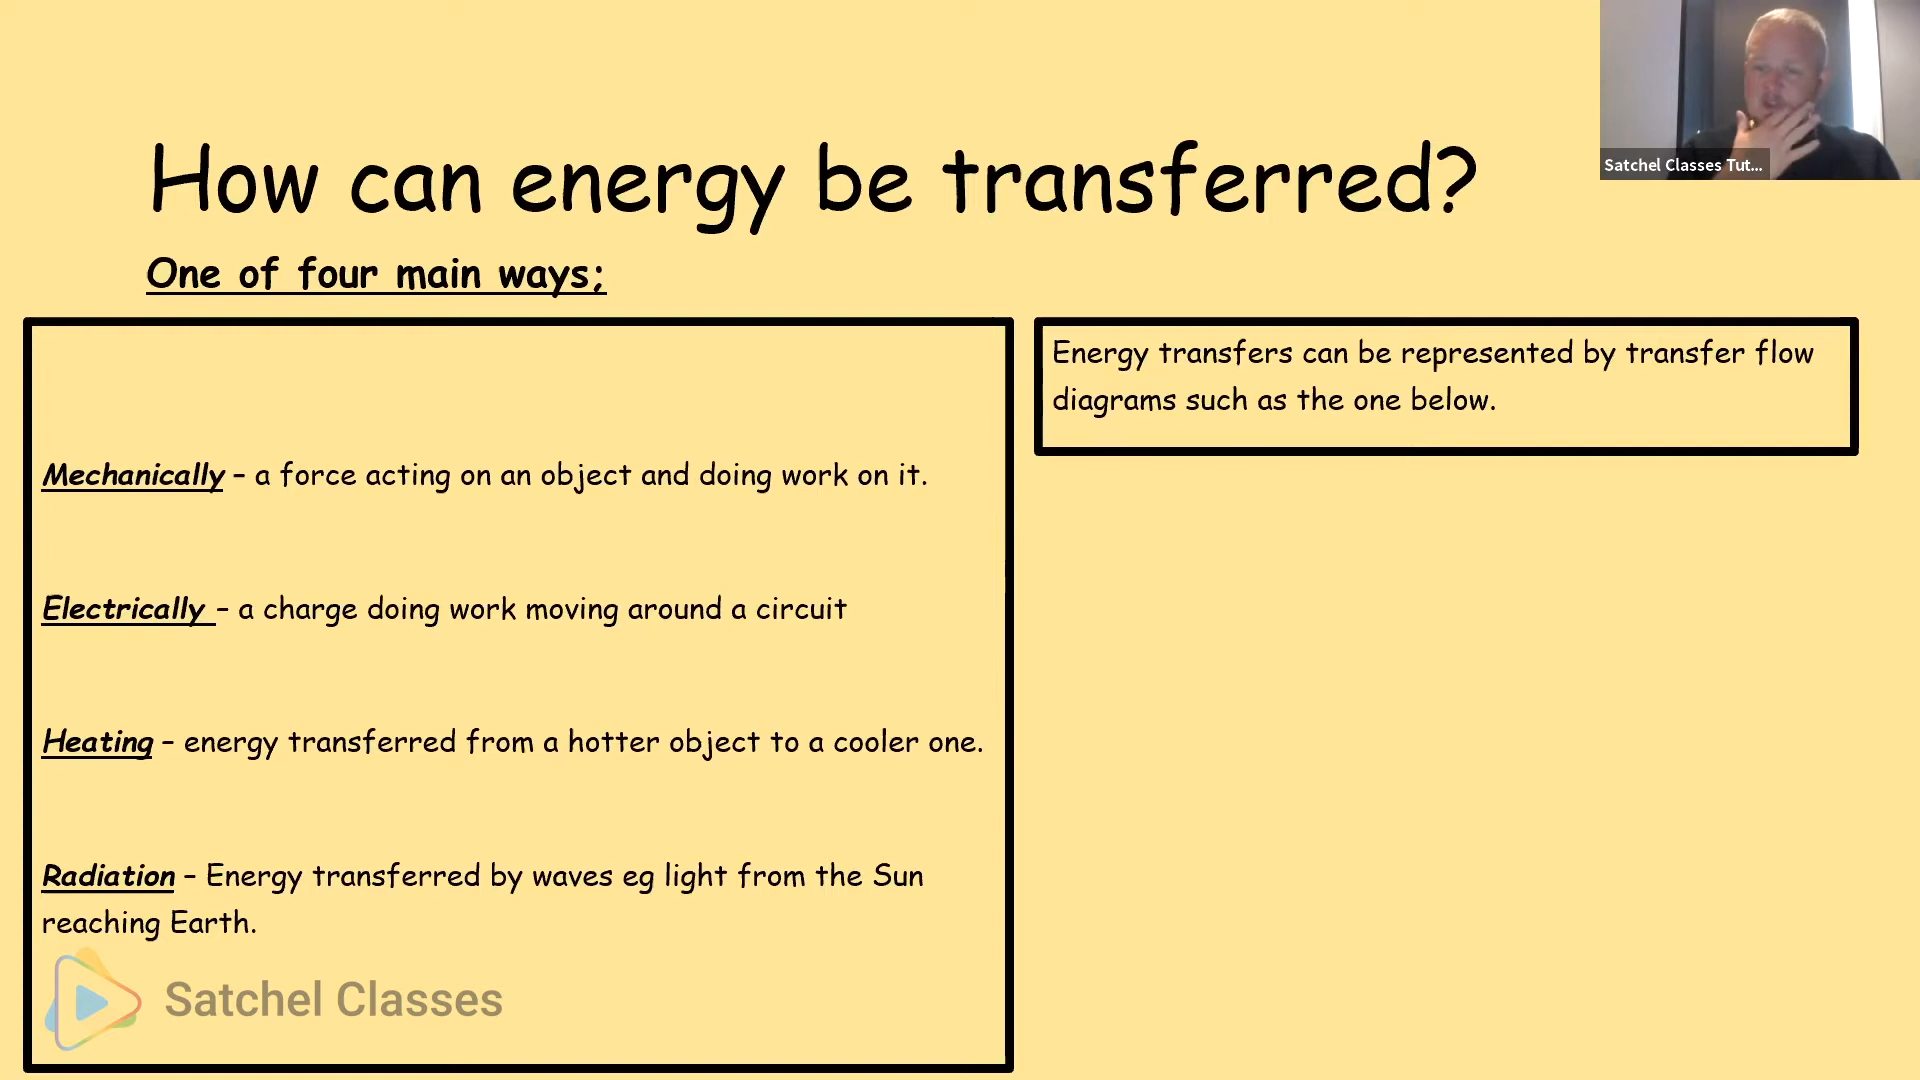 How can energy be transferred?
One of four main ways;
Mechanically – a force acting on an object and doing work on it.
Electrically – a charge doing work moving around a circuit
Heating – energy transferred from a hotter object to a cooler one.
Radiation – Energy transferred by waves eg light from the Sun
reaching Earth.
Energy transfers can be represented by transfer flow
diagrams such as the one below.
Satchel Classes Tut...
Satchel Classes